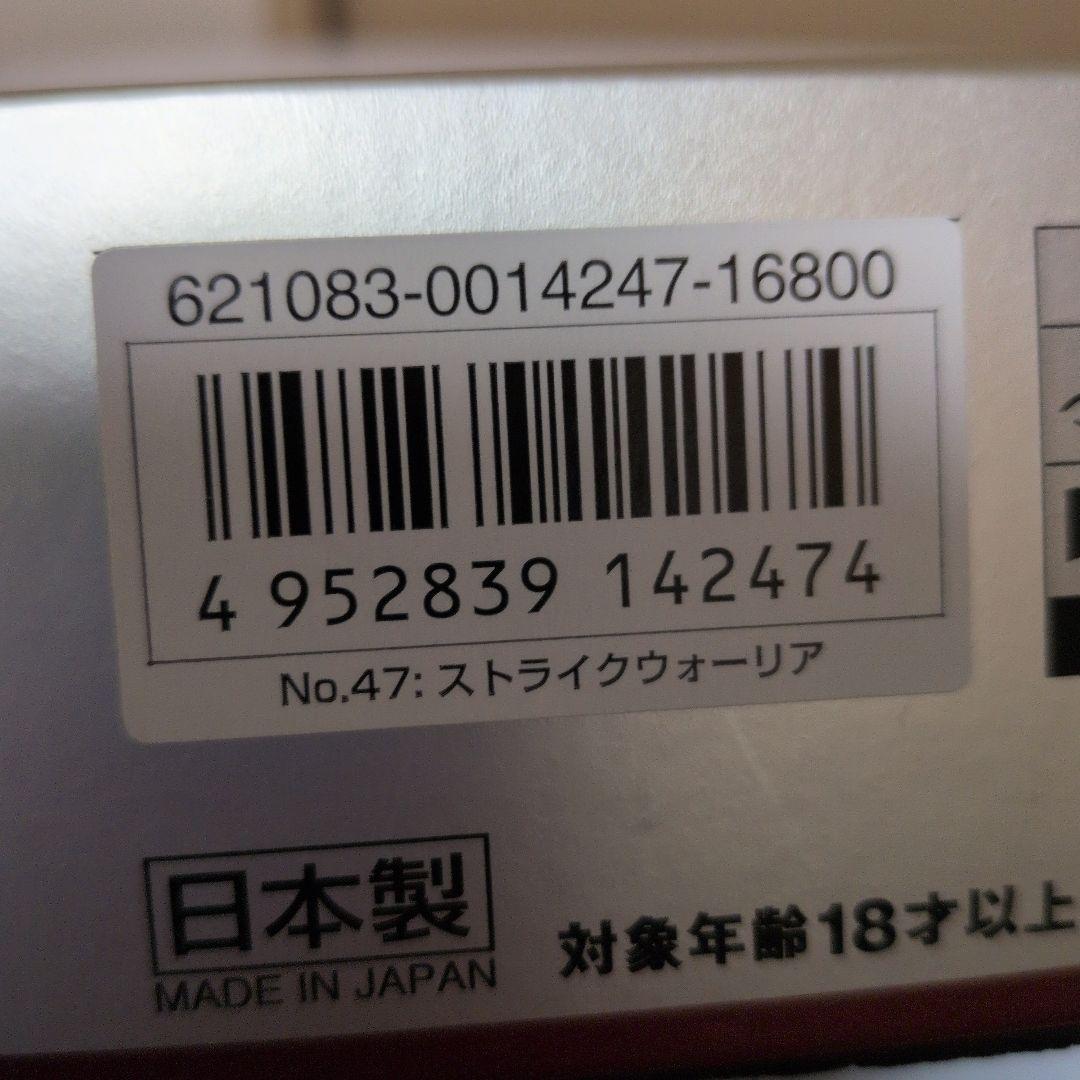 621083-0014247-16800
4 952839 142474
No.47: ストライクウォーリア
日本製
MADE IN JAPAN
対象年齢18才以上